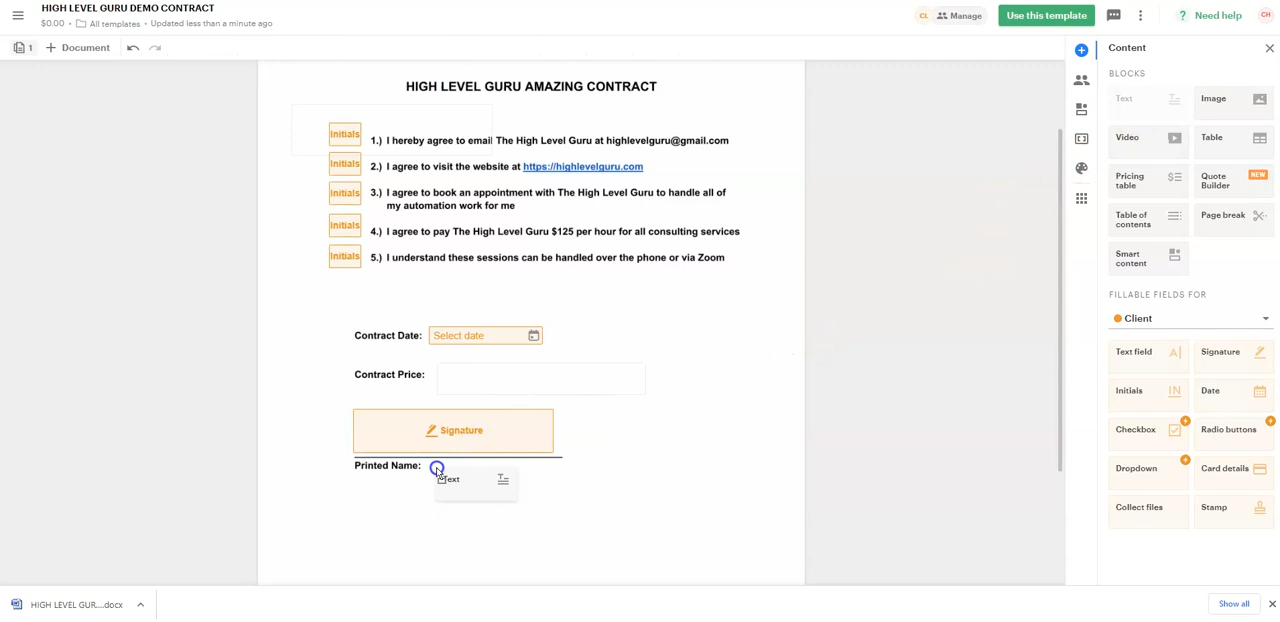 HIGH LEVEL GURU DEMO CONTRACT
$0.00 • All templates • Updated less than a minute ago
CL Manage
Use this template
? Need help
CH
1
+ Document
HIGH LEVEL GURU AMAZING CONTRACT
Initials 1.) I hereby agree to email The High Level Guru at highlevelguru@gmail.com
Initials 2.) I agree to visit the website at https://highlevelguru.com
Initials 3.) I agree to book an appointment with The High Level Guru to handle all of
my automation work for me
Initials 4.) I agree to pay The High Level Guru $125 per hour for all consulting services
Initials 5.) I understand these sessions can be handled over the phone or via Zoom
Contract Date: Select date
Contract Price:
Signature
Printed Name:
Text
Content
BLOCKS
Text
Image
Video
Table
Pricing
table
Quote
Builder
NEW
Table of
contents
Page break
Smart
content
FILLABLE FIELDS FOR
Client
Text field
Signature
Initials IN
Date
Checkbox
Radio buttons
Dropdown
Card details
Collect files
Stamp
HIGH LEVEL GUR....docx
Show all